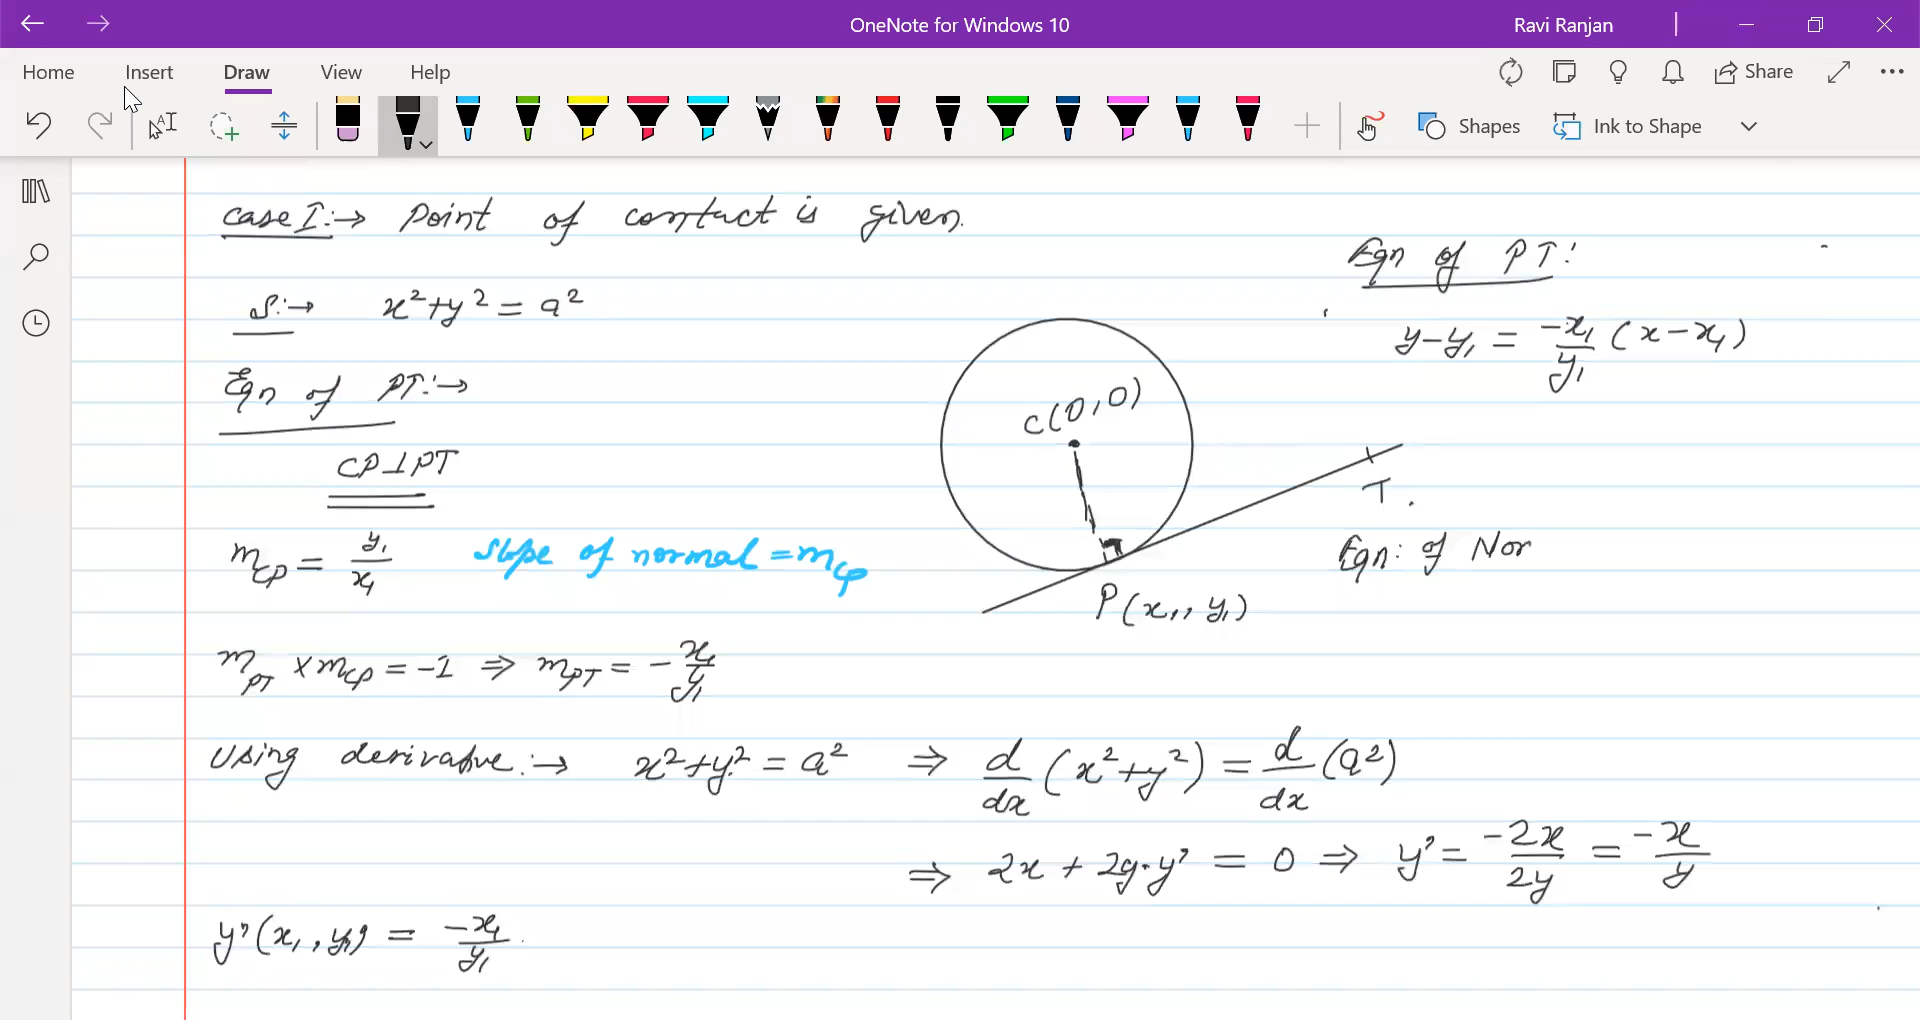 OneNote for Windows 10
Ravi Ranjan
Home Insert Draw View Help
Share
Shapes
Ink to Shape
Case I:→ Point of contact is given.
S:→ x²+y² = a²
Eqn of PT:→
CP⊥PT
m_CP = y₁/x₁ Slope of normal = m_CP
m_PT × m_CP = -1 ⇒ m_PT = -x₁/y₁
Using derivative:→ x²+y² = a² ⇒ d/dx (x²+y²) = d/dx (a²)
⇒ 2x + 2y·y' = 0 ⇒ y' = -2x/2y = -x/y
y'(x₁,y₁) = -x₁/y₁
C(0,0)
T
P(x₁,y₁)
Eqn of PT:
y-y₁ = -x₁/y₁ (x-x₁)
Eqn: of Nor